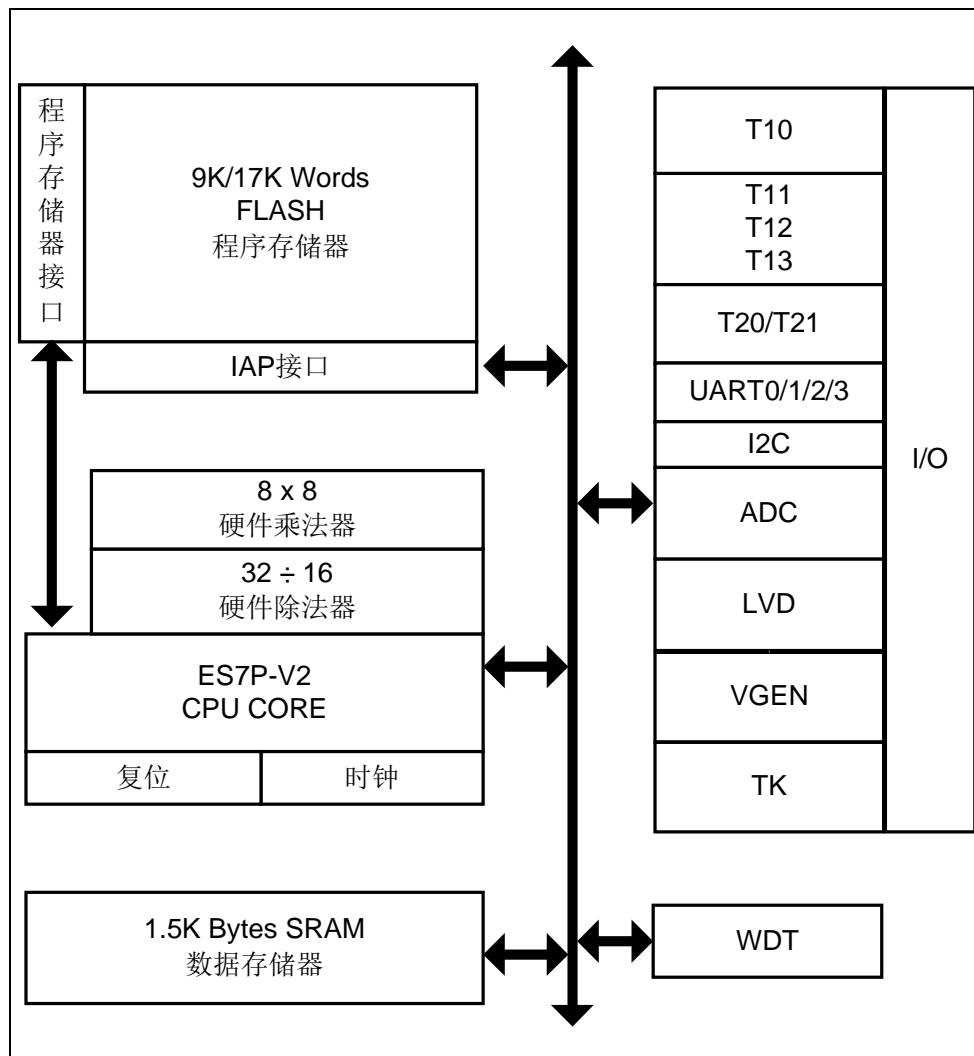 程
序
存
储
器
接
口
9K/17K Words
FLASH
程序存储器
IAP接口
8 x 8
硬件乘法器
32 ÷ 16
硬件除法器
ES7P-V2
CPU CORE
复位
时钟
1.5K Bytes SRAM
数据存储器
T10
T11
T12
T13
T20/T21
UART0/1/2/3
I2C
ADC
LVD
VGEN
TK
I/O
WDT